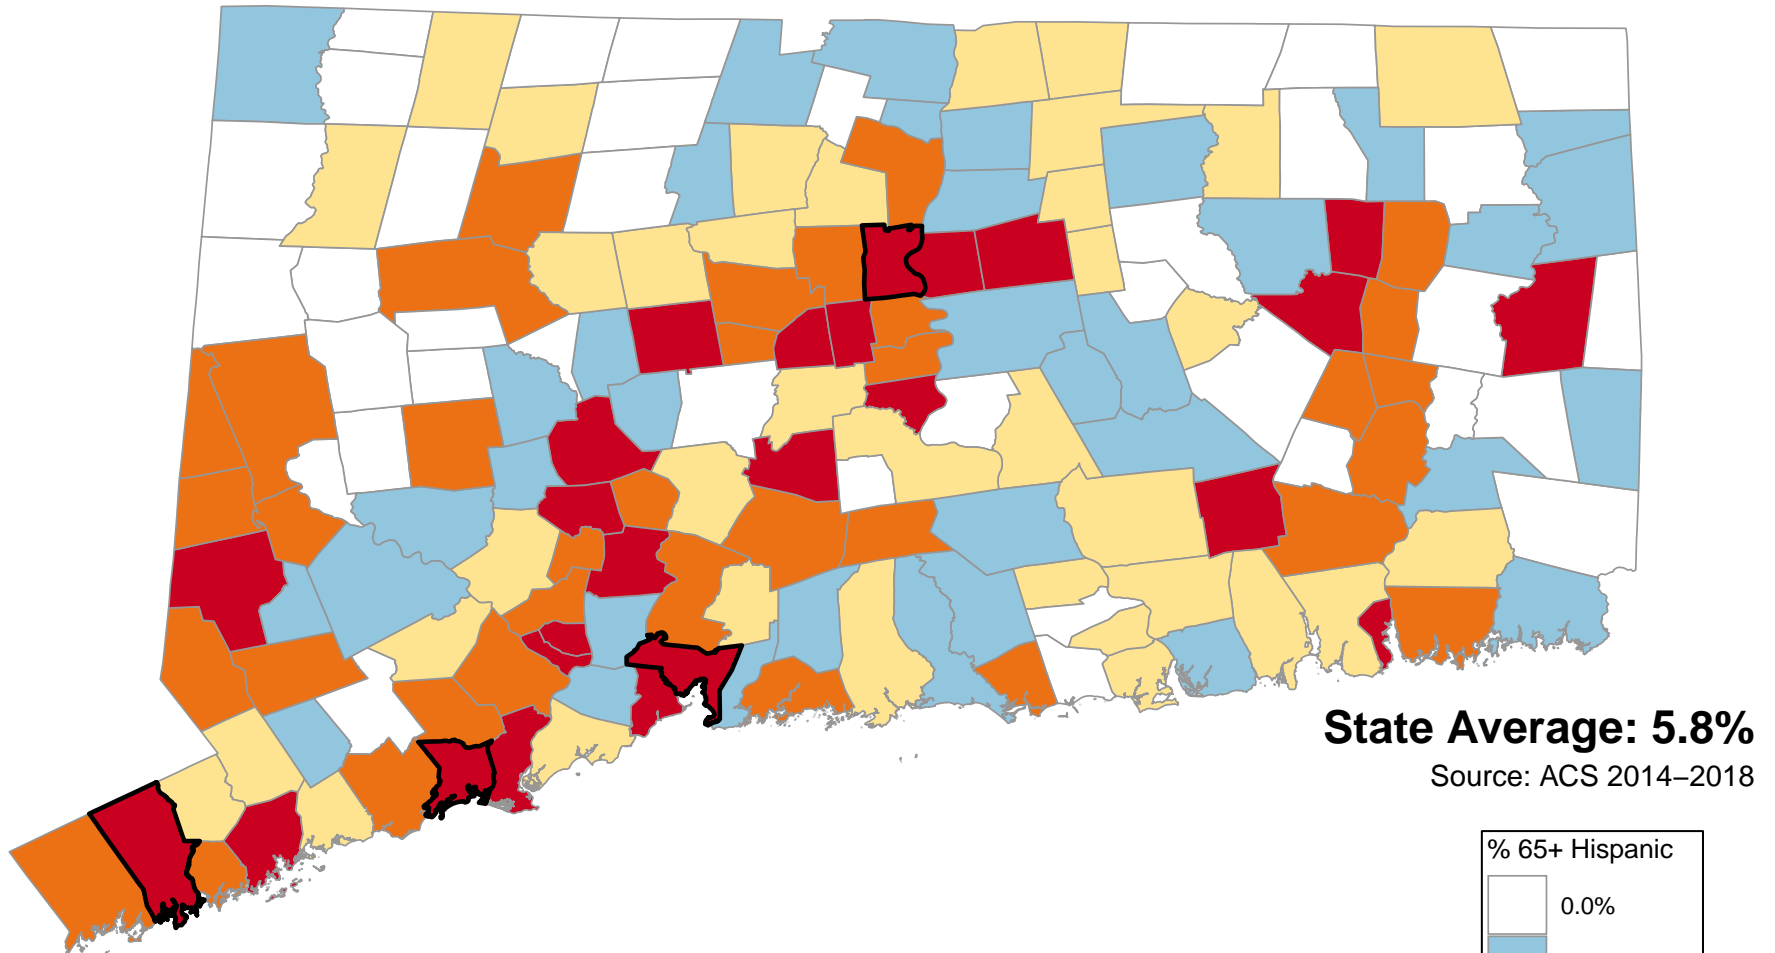 State Average: 5.8%
Source: ACS 2014–2018
% 65+ Hispanic
0.0%